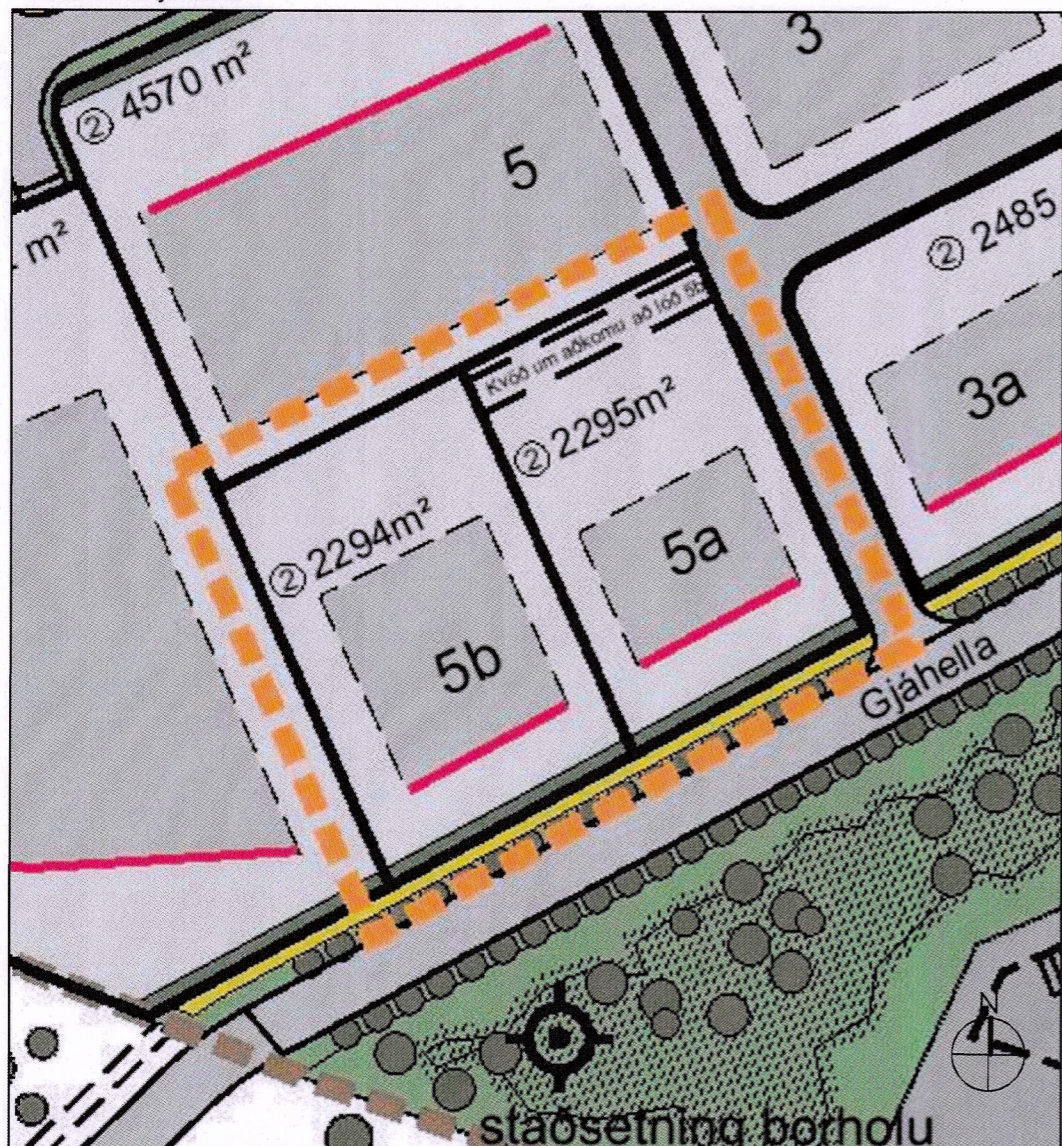 ② 4570 m²
3
5
m²
② 2485
Kvöð um aðkomu að lóð 5b
3a
② 2295m²
② 2294m²
5a
5b
Gjáhella
N
staðsetning borholu